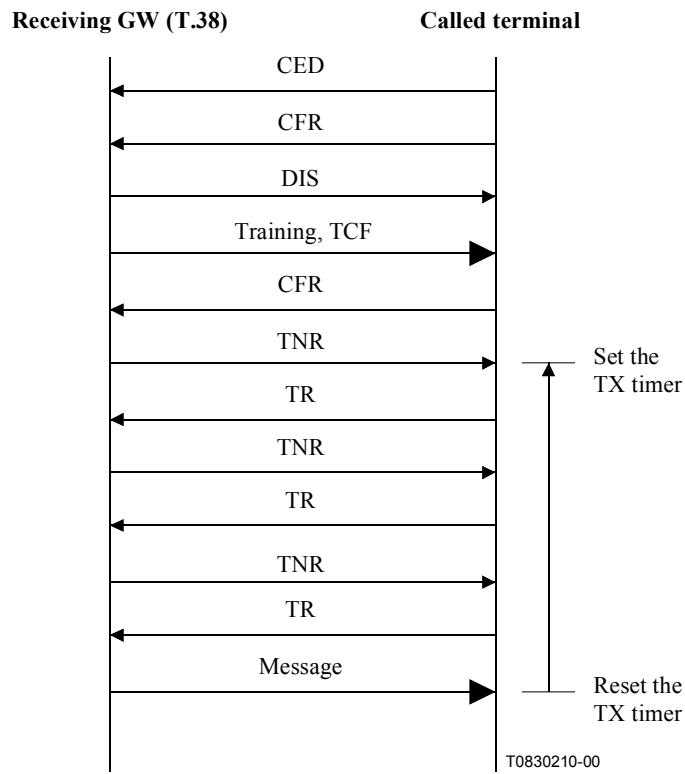 Receiving GW (T.38)
Called terminal
CED
CFR
DIS
Training, TCF
CFR
TNR
Set the
TX timer
TR
TNR
TR
TNR
TR
Message
Reset the
TX timer
T0830210-00